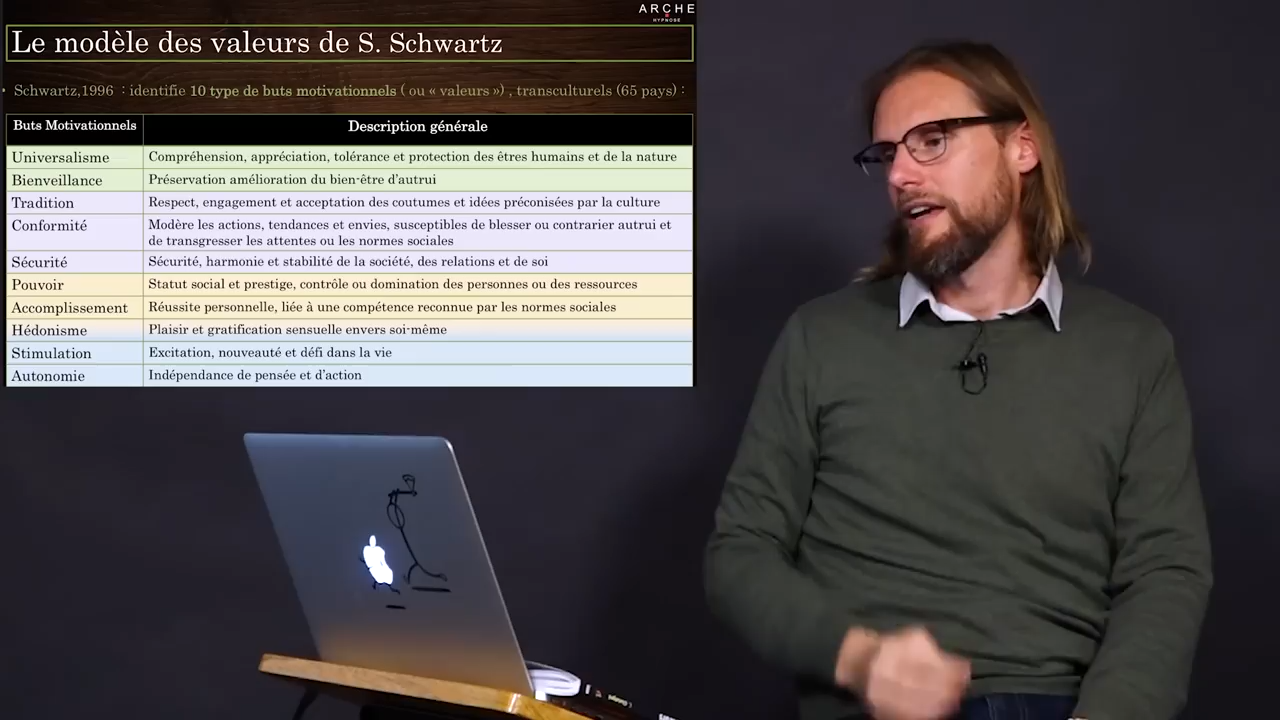 ARCHE
HYPNOSE
Le modèle des valeurs de S. Schwartz
Schwartz,1996 : identifie 10 type de buts motivationnels ( ou « valeurs ») , transculturels (65 pays) :
Buts Motivationnels Description générale
Universalisme Compréhension, appréciation, tolérance et protection des êtres humains et de la nature
Bienveillance Préservation amélioration du bien-être d’autrui
Tradition Respect, engagement et acceptation des coutumes et idées préconisées par la culture
Conformité Modère les actions, tendances et envies, susceptibles de blesser ou contrarier autrui et
de transgresser les attentes ou les normes sociales
Sécurité Sécurité, harmonie et stabilité de la société, des relations et de soi
Pouvoir Statut social et prestige, contrôle ou domination des personnes ou des ressources
Accomplissement Réussite personnelle, liée à une compétence reconnue par les normes sociales
Hédonisme Plaisir et gratification sensuelle envers soi-même
Stimulation Excitation, nouveauté et défi dans la vie
Autonomie Indépendance de pensée et d’action